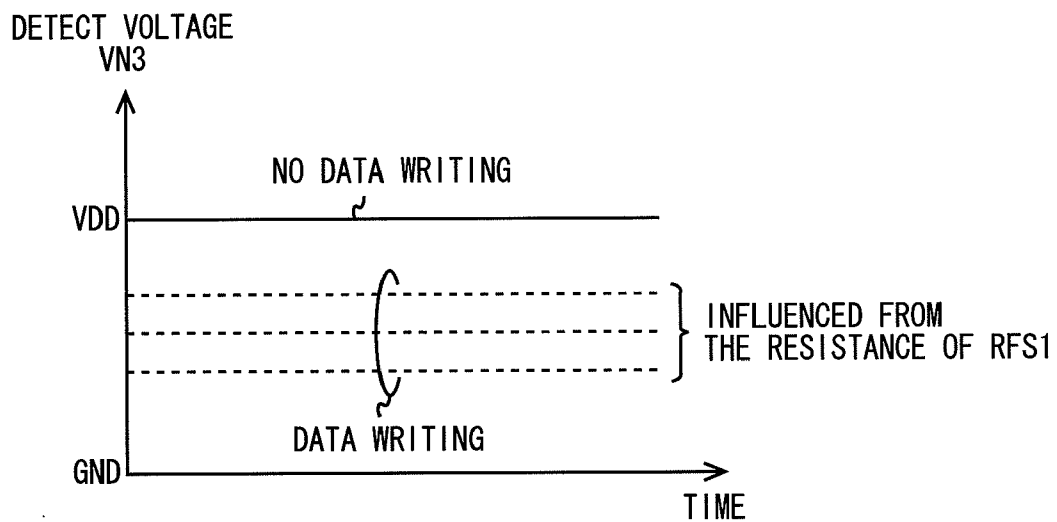 DETECT VOLTAGE
VN3
NO DATA WRITING
VDD
INFLUENCED FROM
THE RESISTANCE OF RFS1
DATA WRITING
GND
TIME